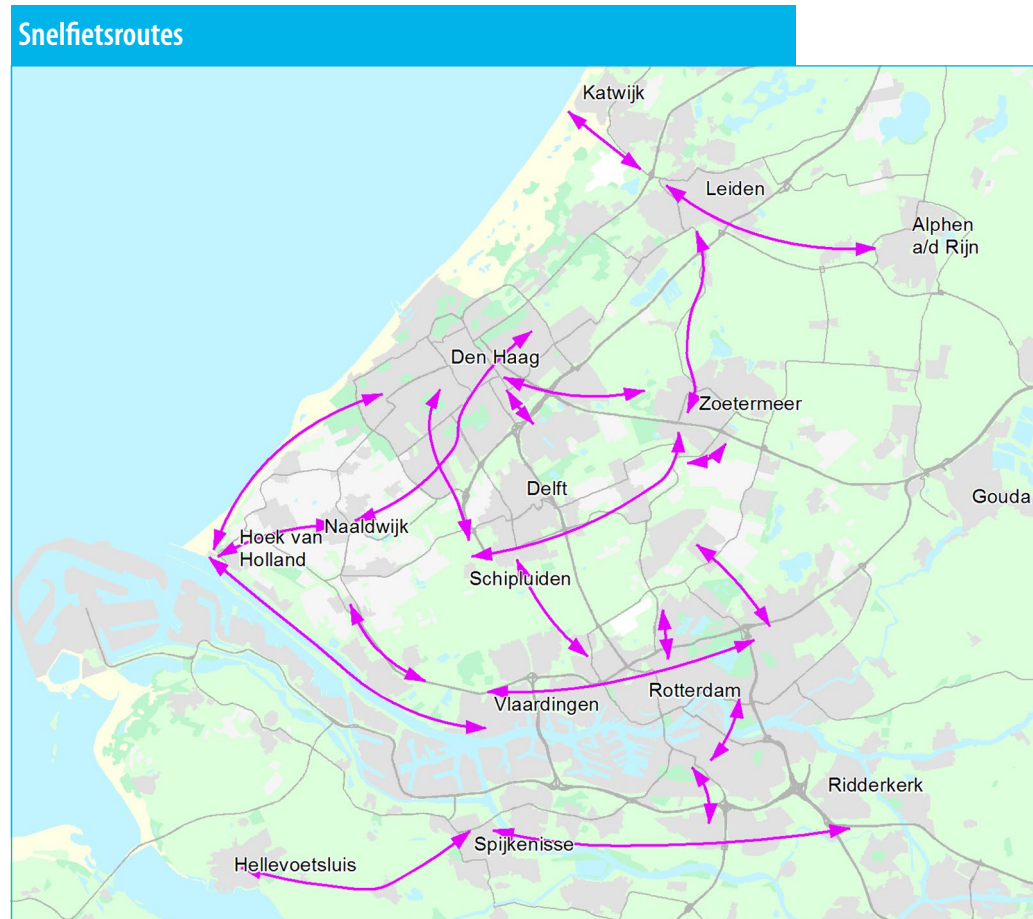 Snelfietsroutes
Katwijk
Leiden
Alphen
a/d Rijn
Den Haag
Zoetermeer
Delft
Gouda
Naaldwijk
Hoek van
Holland
Schipluiden
Rotterdam
Vlaardingen
Ridderkerk
Spijkenisse
Hellevoetsluis